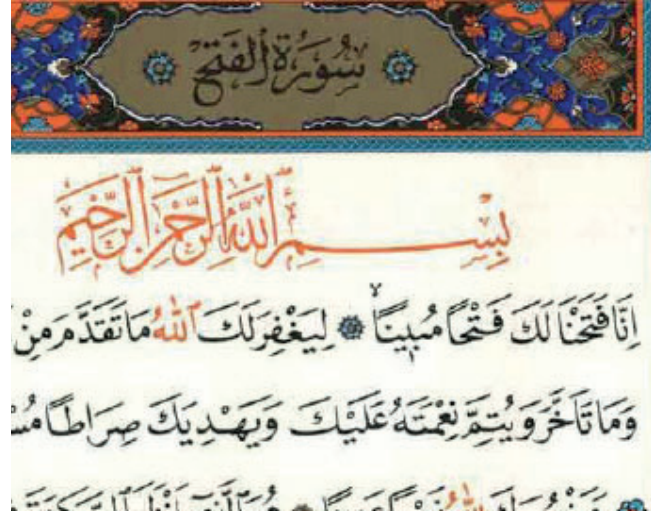 سُورَةُ الفَتْحِ
بِسْمِ اللّٰهِ الرَّحْمٰنِ الرَّحِيمِ
اِنَّا فَتَحْنَا لَكَ فَتْحًا مُبِينًا ۙ لِيَغْفِرَ لَكَ اللّٰهُ مَا تَقَدَّمَ مِنْ
وَمَا تَاَخَّرَ وَيُتِمَّ نِعْمَتَهُ عَلَيْكَ وَيَهْدِيَكَ صِرَاطًا